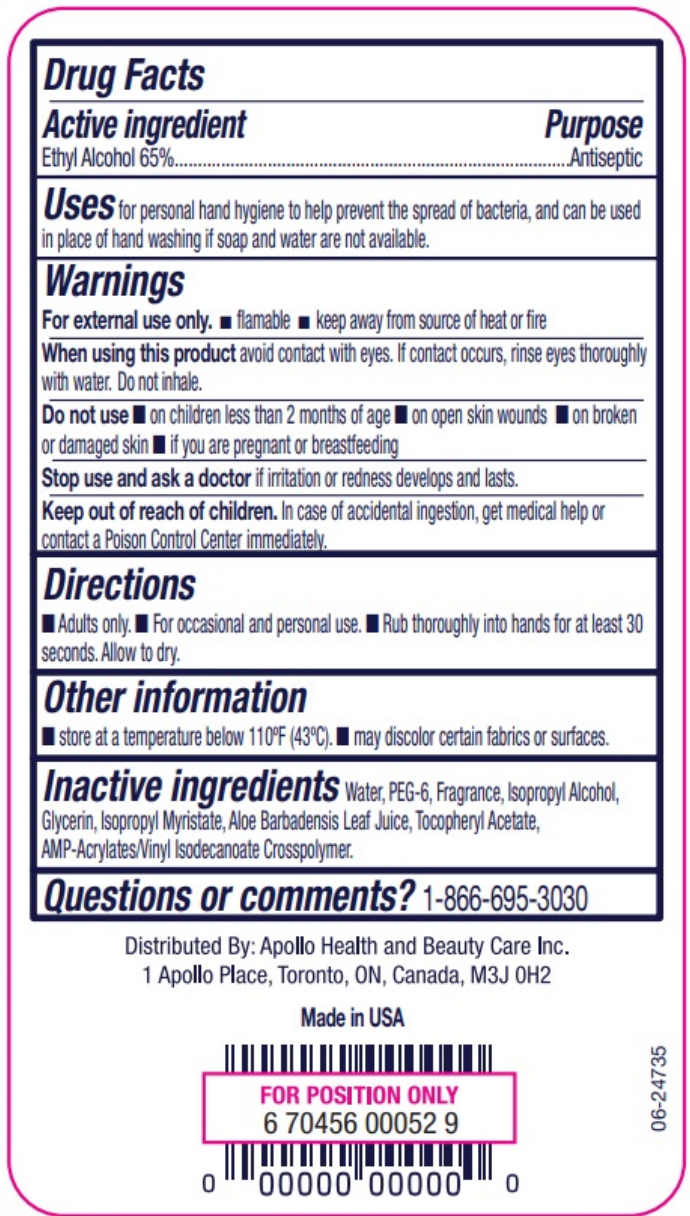 Drug Facts
Active ingredient Purpose
Ethyl Alcohol 65%.....................................................................................Antiseptic
Uses for personal hand hygiene to help prevent the spread of bacteria, and can be used
in place of hand washing if soap and water are not available.
Warnings
For external use only. ■ flamable ■ keep away from source of heat or fire
When using this product avoid contact with eyes. If contact occurs, rinse eyes thoroughly
with water. Do not inhale.
Do not use ■ on children less than 2 months of age ■ on open skin wounds ■ on broken
or damaged skin ■ if you are pregnant or breastfeeding
Stop use and ask a doctor if irritation or redness develops and lasts.
Keep out of reach of children. In case of accidental ingestion, get medical help or
contact a Poison Control Center immediately.
Directions
■ Adults only. ■ For occasional and personal use. ■ Rub thoroughly into hands for at least 30
seconds. Allow to dry.
Other information
■ store at a temperature below 110ºF (43ºC). ■ may discolor certain fabrics or surfaces.
Inactive ingredients Water, PEG-6, Fragrance, Isopropyl Alcohol,
Glycerin, Isopropyl Myristate, Aloe Barbadensis Leaf Juice, Tocopheryl Acetate,
AMP-Acrylates/Vinyl Isodecanoate Crosspolymer.
Questions or comments? 1-866-695-3030
Distributed By: Apollo Health and Beauty Care Inc.
1 Apollo Place, Toronto, ON, Canada, M3J 0H2
Made in USA
FOR POSITION ONLY
6 70456 00052 9
0 00000 00000 0
06-24735